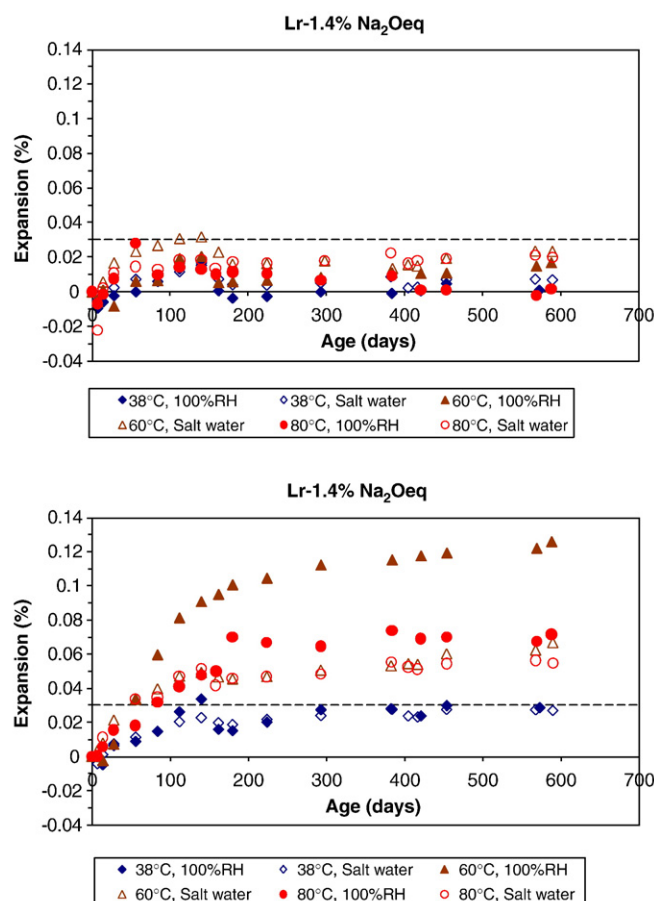 Lr-1.4% Na₂Oeq
0.14
0.12
0.1
0.08
0.06
0.04
0.02
0
-0.02
-0.04
Expansion (%)
0 100 200 300 400 500 600 700
Age (days)
38°C, 100%RH 38°C, Salt water 60°C, 100%RH
60°C, Salt water 80°C, 100%RH 80°C, Salt water
Lr-1.4% Na₂Oeq
0.14
0.12
0.1
0.08
0.06
0.04
0.02
0
-0.02
-0.04
Expansion (%)
0 100 200 300 400 500 600 700
Age (days)
38°C, 100%RH 38°C, Salt water 60°C, 100%RH
60°C, Salt water 80°C, 100%RH 80°C, Salt water